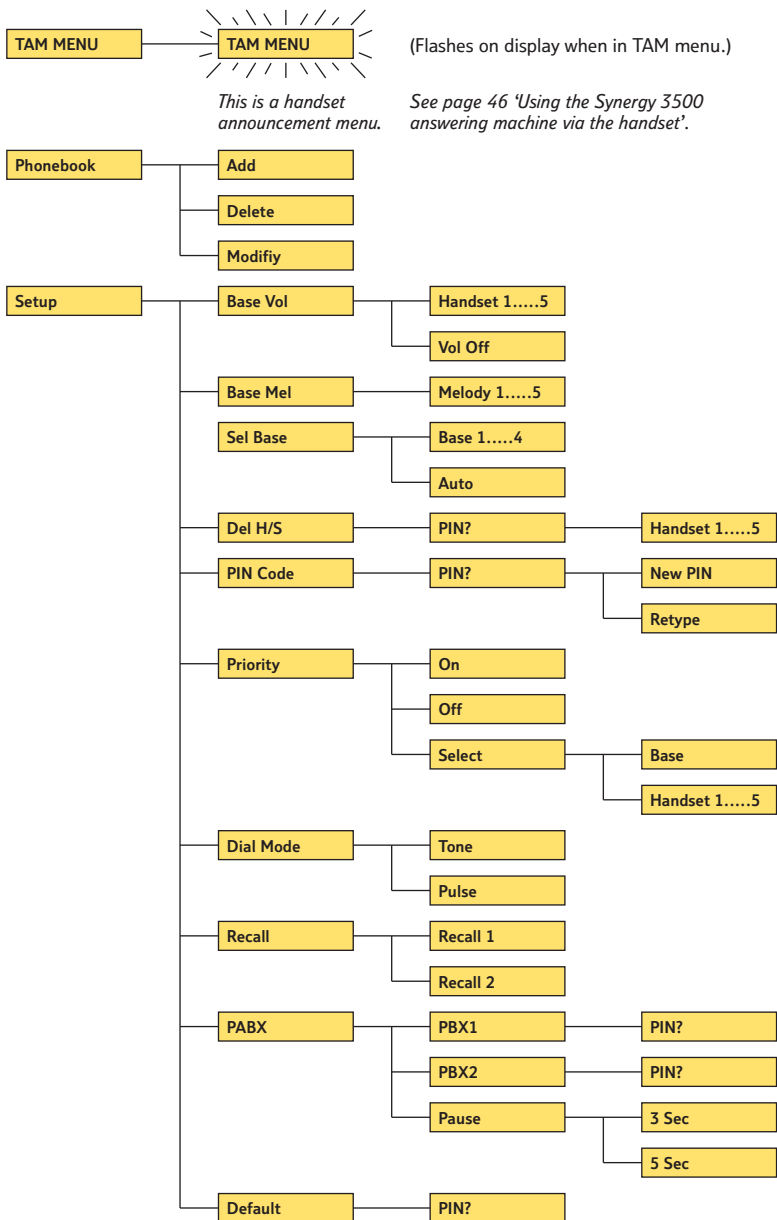 TAM MENU
TAM MENU
(Flashes on display when in TAM menu.)
This is a handset
announcement menu.
See page 46 ‘Using the Synergy 3500
answering machine via the handset’.
Phonebook
Add
Delete
Modifiy
Setup
Base Vol
Handset 1.....5
Vol Off
Base Mel
Melody 1.....5
Sel Base
Base 1.....4
Auto
Del H/S
PIN?
Handset 1.....5
PIN Code
PIN?
New PIN
Retype
Priority
On
Off
Select
Base
Handset 1.....5
Dial Mode
Tone
Pulse
Recall
Recall 1
Recall 2
PABX
PBX1
PIN?
PBX2
PIN?
Pause
3 Sec
5 Sec
Default
PIN?